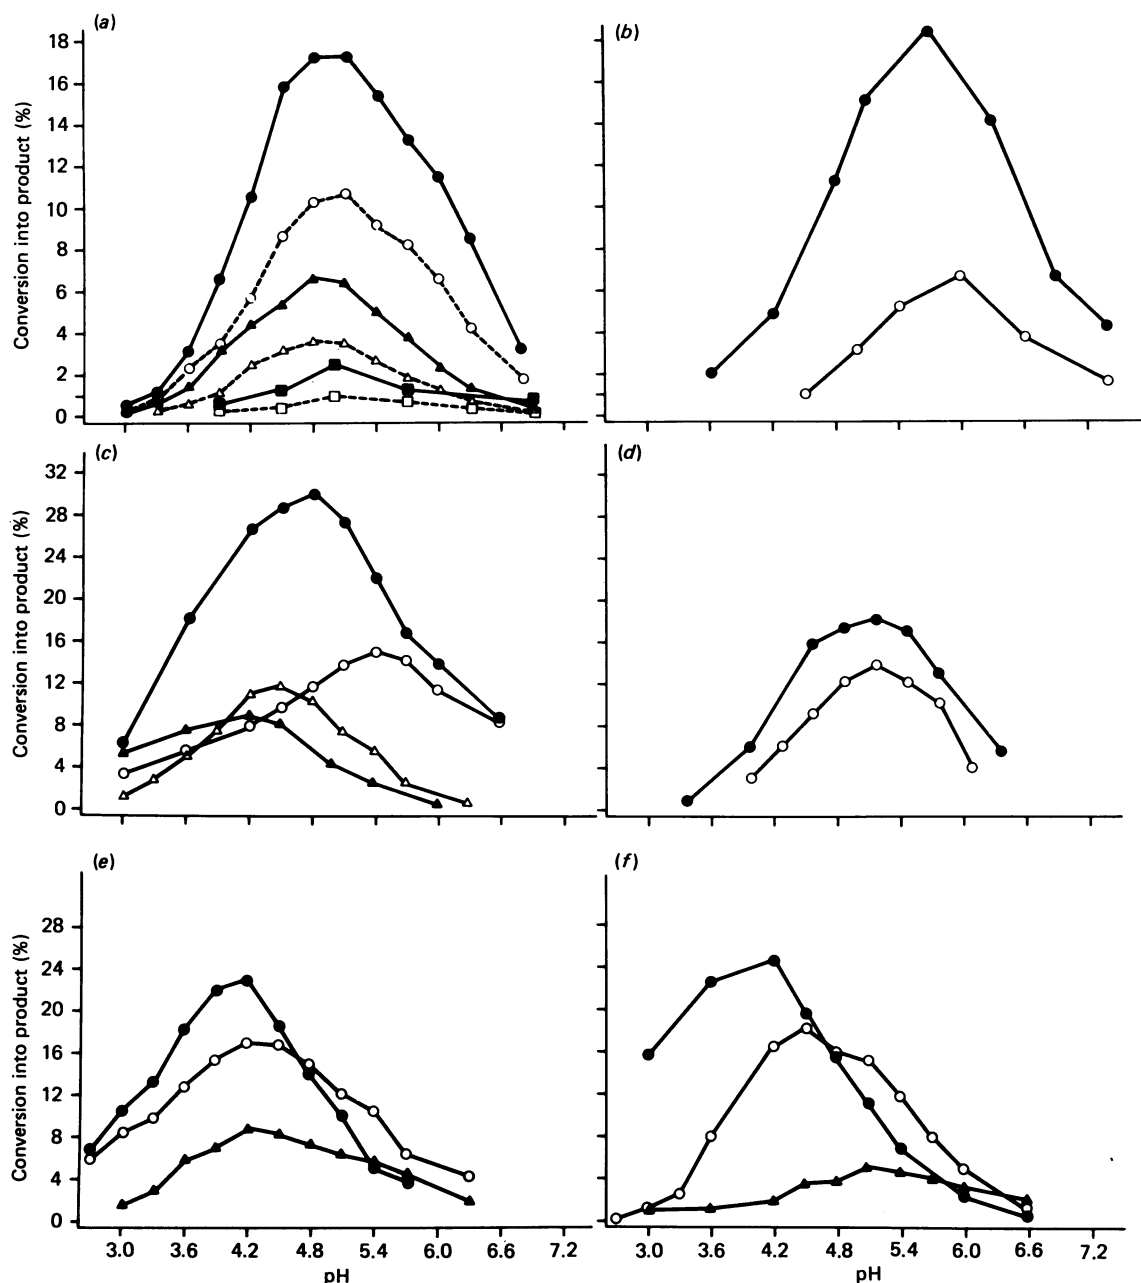 (a)
(b)
18
16
14
12
10
8
6
4
2
0
Conversion into product (%)
(c)
(d)
32
28
24
20
16
12
8
4
0
Conversion into product (%)
(e)
(f)
28
24
20
16
12
8
4
0
Conversion into product (%)
3.0 3.6 4.2 4.8 5.4 6.0 6.6 7.2
3.0 3.6 4.2 4.8 5.4 6.0 6.6 7.2
pH
pH